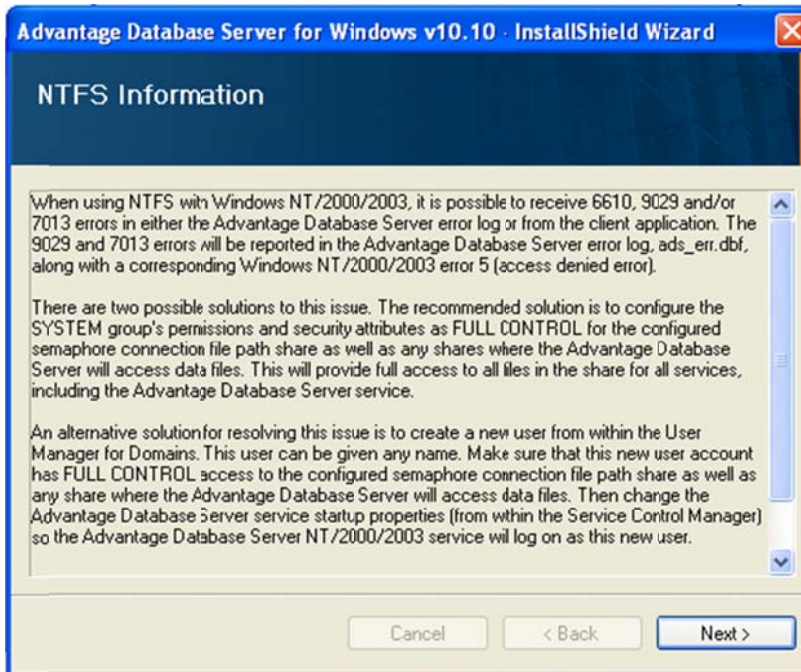 Advantage Database Server for Windows v10.10 - InstallShield Wizard
NTFS Information
When using NTFS with Windows NT/2000/2003, it is possible to receive 6610, 9029 and/or
7013 errors in either the Advantage Database Server error log or from the client application. The
9029 and 7013 errors will be reported in the Advantage Database Server error log, ads_err.dbf,
along with a corresponding Windows NT/2000/2003 error 5 (access denied error).
There are two possible solutions to this issue. The recommended solution is to configure the
SYSTEM group's permissions and security attributes as FULL CONTROL for the configured
semaphore connection file path share as well as any shares where the Advantage Database
Server will access data files. This will provide full access to all files in the share for all services,
including the Advantage Database Server service.
An alternative solution for resolving this issue is to create a new user from within the User
Manager for Domains. This user can be given any name. Make sure that this new user account
has FULL CONTROL access to the configured semaphore connection file path share as well as
any share where the Advantage Database Server will access data files. Then change the
Advantage Database Server service startup properties (from within the Service Control Manager)
so the Advantage Database Server NT/2000/2003 service will log on as this new user.
Cancel
< Back
Next >